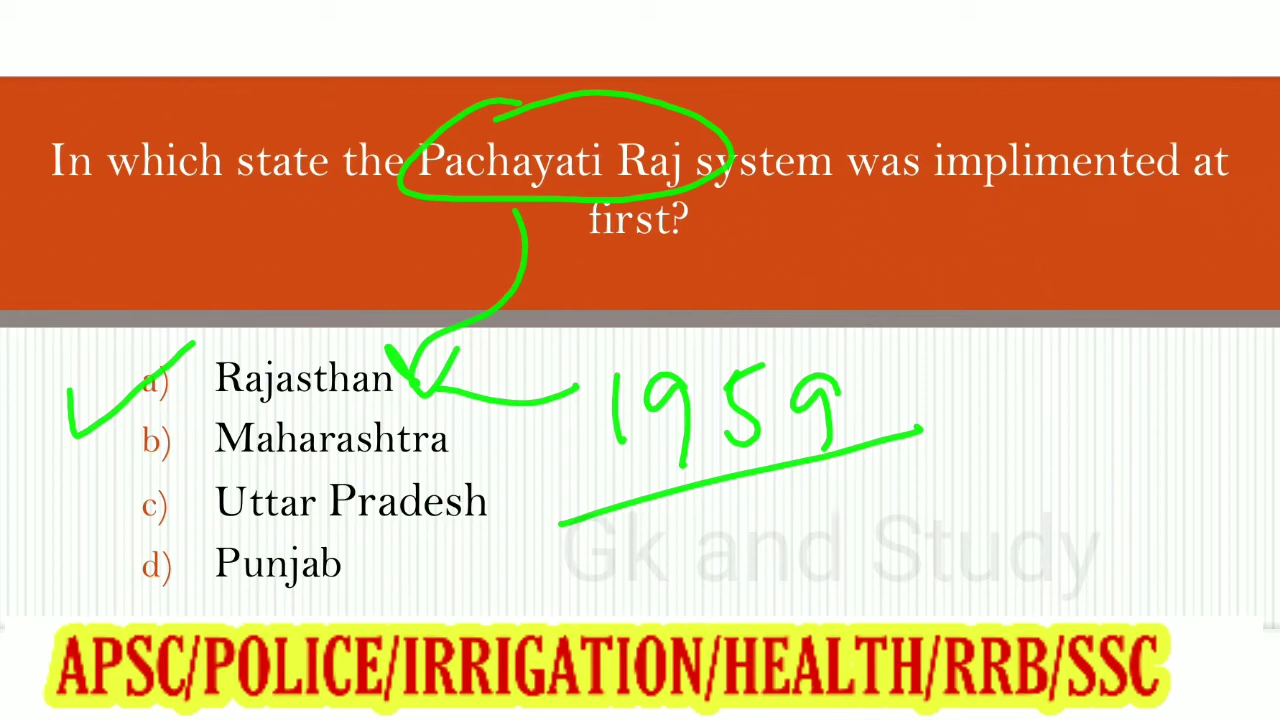 In which state the Pachayati Raj system was implimented at
first?
a) Rajasthan
1959
b) Maharashtra
c) Uttar Pradesh
Gk and Study
d) Punjab
APSC/POLICE/IRRIGATION/HEALTH/RRB/SSC